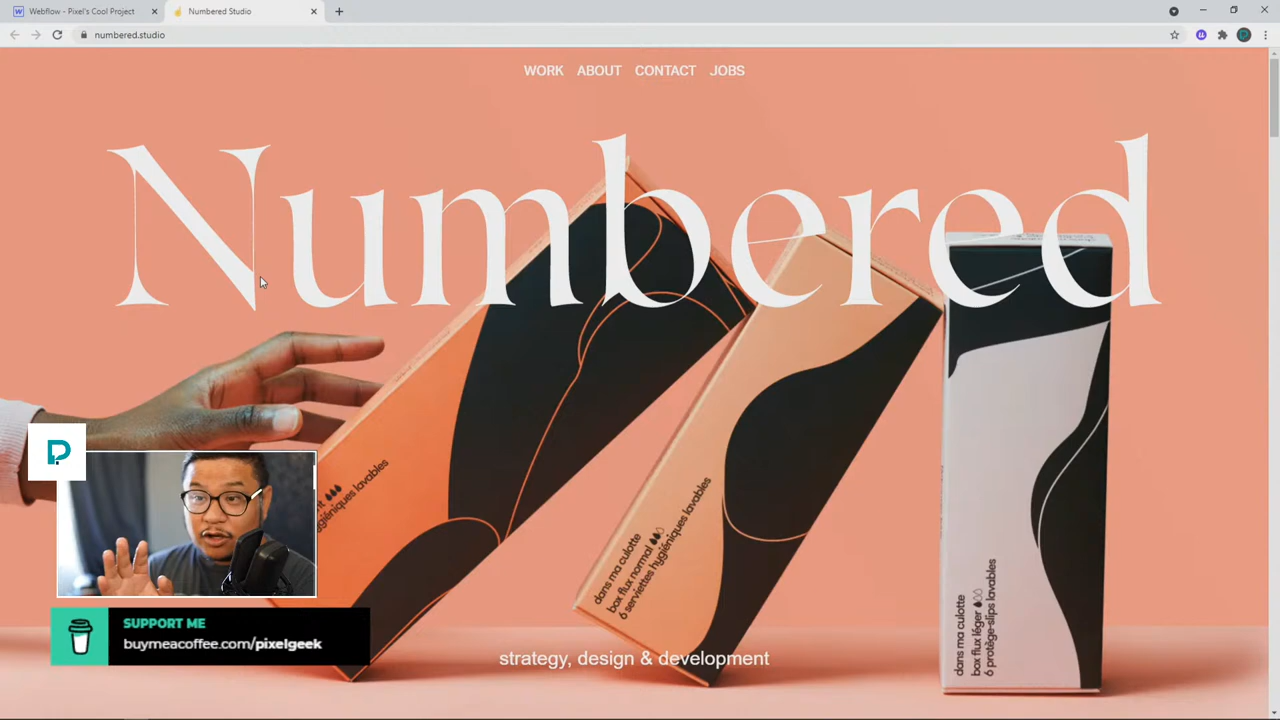 Webflow - Pixel's Cool Project
Numbered Studio
numbered.studio
WORK ABOUT CONTACT JOBS
Numbered
hygiéniques lavables
dans ma culotte
box flux normal
6 serviettes hygiéniques lavables
dans ma culotte
box flux léger
6 protège-slips lavables
SUPPORT ME
buymeacoffee.com/pixelgeek
strategy, design & development